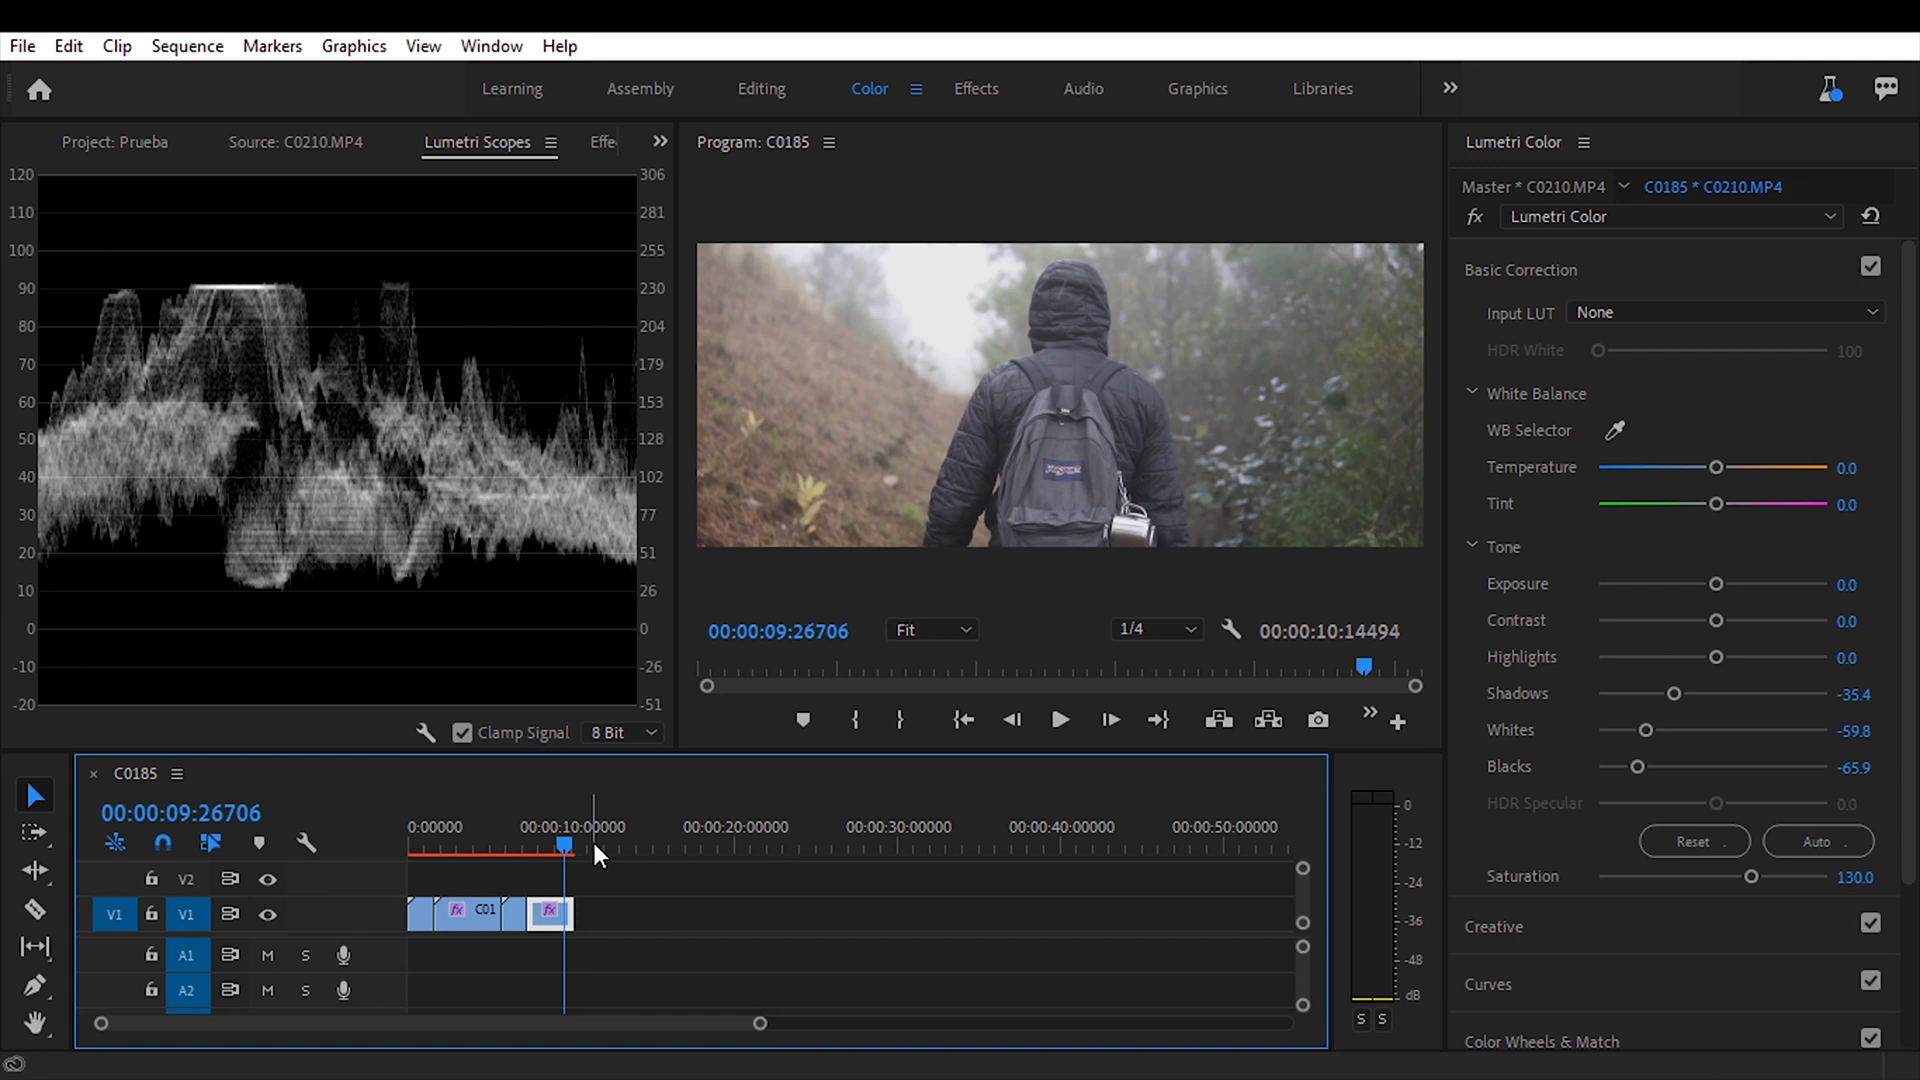 File Edit Clip Sequence Markers Graphics View Window Help
Learning Assembly Editing Color Effects Audio Graphics Libraries
Project: Prueba Source: C0210.MP4 Lumetri Scopes Effe
Program: C0185
Lumetri Color
Master * C0210.MP4 C0185 * C0210.MP4
fx Lumetri Color
120 306
110 281
100 255
90 230
80 204
70 179
60 153
50 128
40 102
30 77
20 51
10 26
0 0
-10 -26
-20 -51
Clamp Signal 8 Bit
00:00:09:26706 Fit 1/4 00:00:10:14494
Basic Correction
Input LUT None
HDR White 100
White Balance
WB Selector
Temperature 0.0
Tint 0.0
Tone
Exposure 0.0
Contrast 0.0
Highlights 0.0
Shadows -35.4
Whites -59.8
Blacks -65.9
HDR Specular 0.0
Reset Auto
Saturation 130.0
Creative
Curves
Color Wheels & Match
× C0185
00:00:09:26706
0:00000 00:00:10:00000 00:00:20:00000 00:00:30:00000 00:00:40:00000 00:00:50:00000
V2
V1 V1 fx C01 fx
A1 M S
A2 M S
0
-12
-24
-36
-48
dB
S S